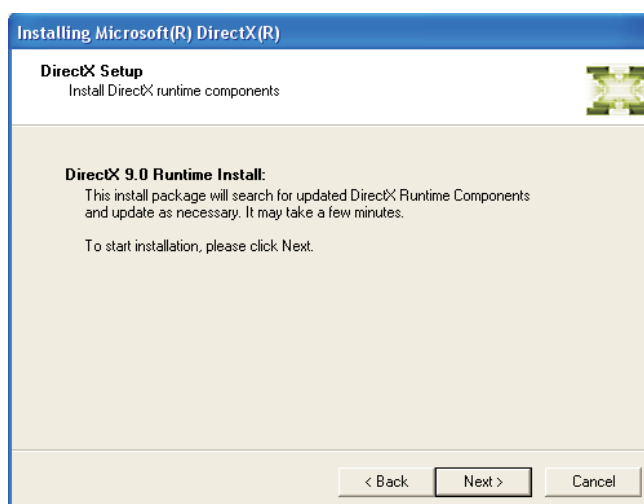 Installing Microsoft(R) DirectX(R)
DirectX Setup
Install DirectX runtime components
DirectX 9.0 Runtime Install:
This install package will search for updated DirectX Runtime Components
and update as necessary. It may take a few minutes.
To start installation, please click Next.
< Back Next > Cancel